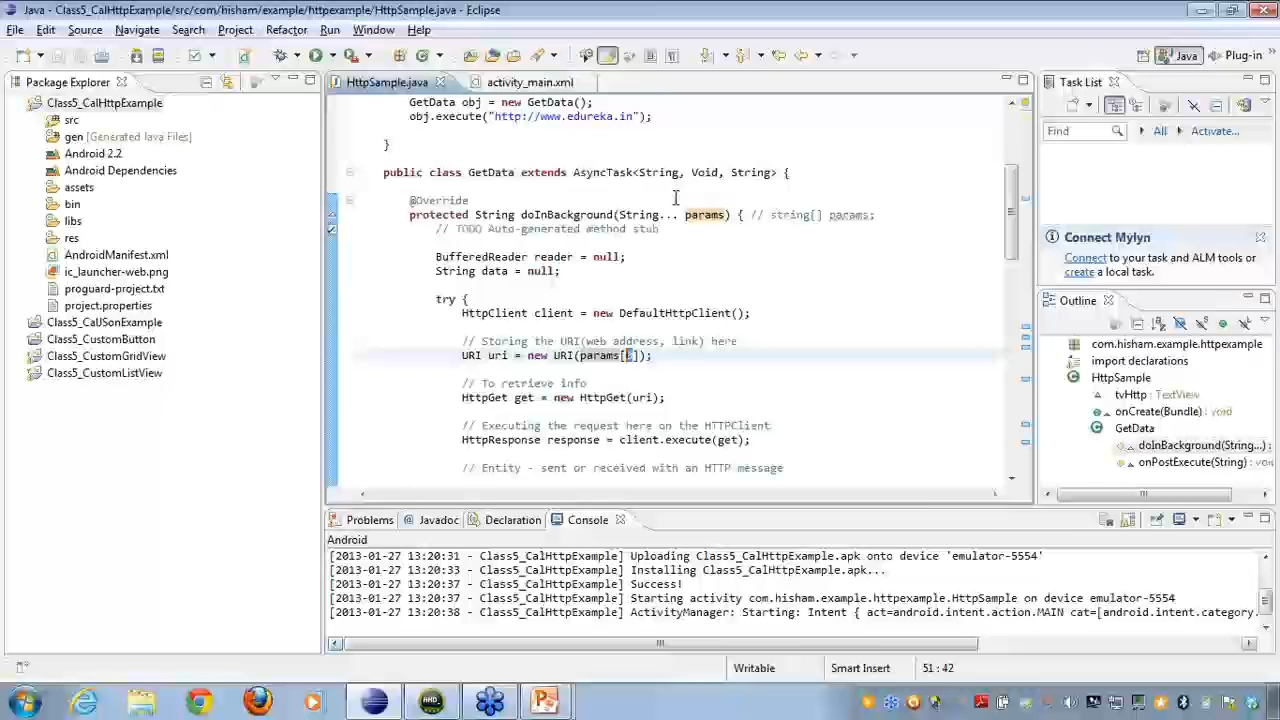 Java - Class5_CalHttpExample/src/com/hisham/example/httpexample/HttpSample.java - Eclipse
File Edit Source Navigate Search Project Refactor Run Window Help
Java Plug-in
Package Explorer
Class5_CalHttpExample
src
gen [Generated Java Files]
Android 2.2
Android Dependencies
assets
bin
libs
res
AndroidManifest.xml
ic_launcher-web.png
proguard-project.txt
project.properties
Class5_CalJSonExample
Class5_CustomButton
Class5_CustomGridView
Class5_CustomListView
HttpSample.java activity_main.xml
GetData obj = new GetData();
obj.execute("http://www.edureka.in");
}
public class GetData extends AsyncTask<String, Void, String> {
@Override
protected String doInBackground(String... params) { // string[] params;
// TODO Auto-generated method stub
BufferedReader reader = null;
String data = null;
try {
HttpClient client = new DefaultHttpClient();
// Storing the URI(web address, link) here
URI uri = new URI(params[ ]);
// To retrieve info
HttpGet get = new HttpGet(uri);
// Executing the request here on the HTTPClient
HttpResponse response = client.execute(get);
// Entity - sent or received with an HTTP message
Task List
Find All Activate...
Connect Mylyn
Connect to your task and ALM tools or
create a local task.
Outline
com.hisham.example.httpexample
import declarations
HttpSample
tvHttp : TextView
onCreate(Bundle) : void
GetData
doInBackground(String...)
onPostExecute(String) : voi
Problems Javadoc Declaration Console
Android
[2013-01-27 13:20:31 - Class5_CalHttpExample] Uploading Class5_CalHttpExample.apk onto device 'emulator-5554'
[2013-01-27 13:20:33 - Class5_CalHttpExample] Installing Class5_CalHttpExample.apk...
[2013-01-27 13:20:37 - Class5_CalHttpExample] Success!
[2013-01-27 13:20:37 - Class5_CalHttpExample] Starting activity com.hisham.example.httpexample.HttpSample on device emulator-5554
[2013-01-27 13:20:38 - Class5_CalHttpExample] ActivityManager: Starting: Intent { act=android.intent.action.MAIN cat=[android.intent.category.
Writable Smart Insert 51 : 42